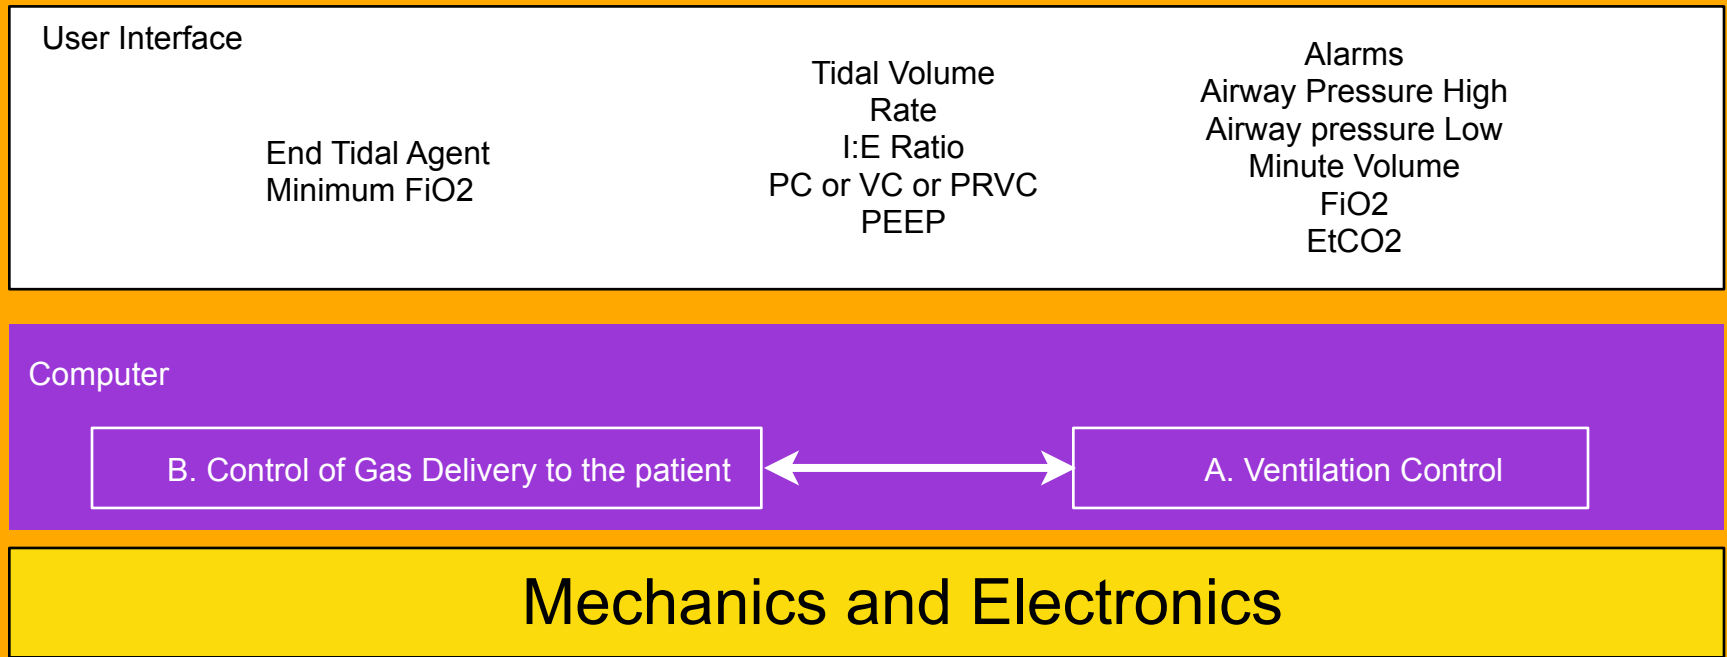 User Interface
End Tidal Agent
Minimum FiO2
Tidal Volume
Rate
I:E Ratio
PC or VC or PRVC
PEEP
Alarms
Airway Pressure High
Airway pressure Low
Minute Volume
FiO2
EtCO2
Computer
B. Control of Gas Delivery to the patient
A. Ventilation Control
Mechanics and Electronics